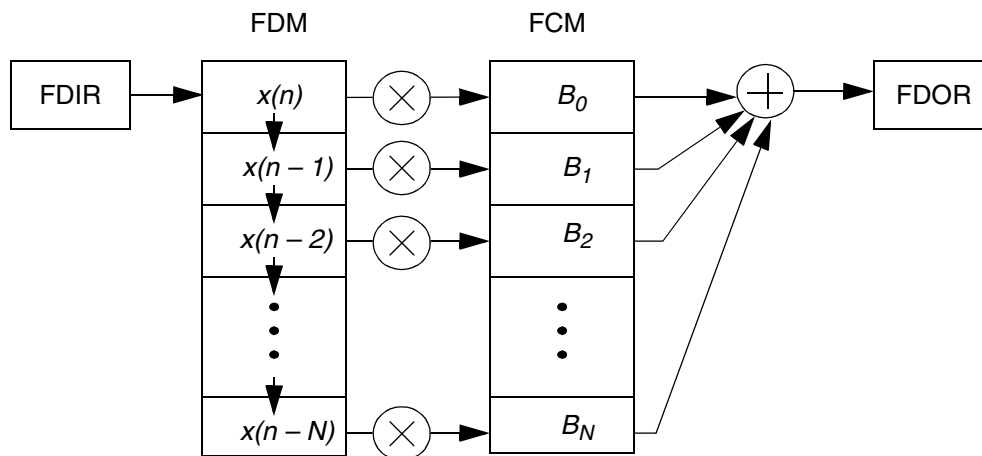 FDM FCM
FDIR x(n) B0 FDOR
x(n – 1) B1
x(n – 2) B2
x(n – N) BN